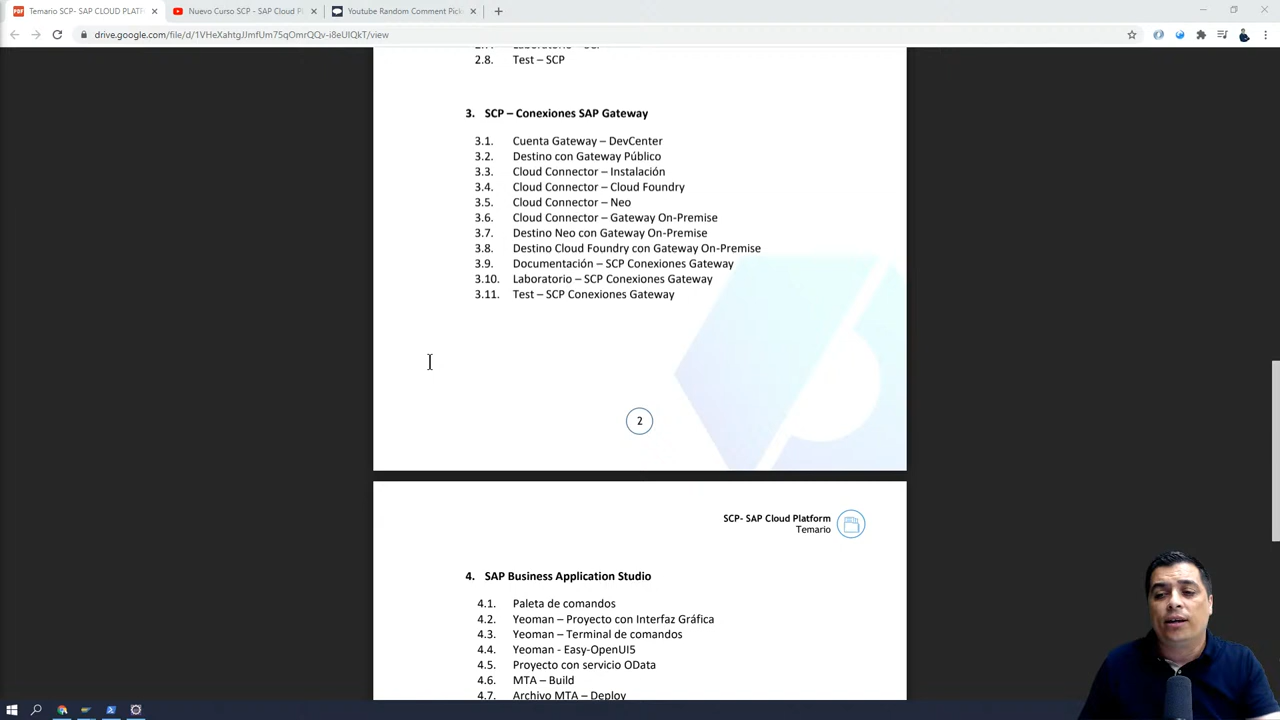 Temario SCP- SAP CLOUD PLATF
Nuevo Curso SCP - SAP Cloud P
Youtube Random Comment Pick
drive.google.com/file/d/1VHeXahtgJJmfUm75qOmrQQv-i8eUIQkT/view
2.8. Test – SCP
3. SCP – Conexiones SAP Gateway
3.1. Cuenta Gateway – DevCenter
3.2. Destino con Gateway Público
3.3. Cloud Connector – Instalación
3.4. Cloud Connector – Cloud Foundry
3.5. Cloud Connector – Neo
3.6. Cloud Connector – Gateway On-Premise
3.7. Destino Neo con Gateway On-Premise
3.8. Destino Cloud Foundry con Gateway On-Premise
3.9. Documentación – SCP Conexiones Gateway
3.10. Laboratorio – SCP Conexiones Gateway
3.11. Test – SCP Conexiones Gateway
2
SCP- SAP Cloud Platform
Temario
4. SAP Business Application Studio
4.1. Paleta de comandos
4.2. Yeoman – Proyecto con Interfaz Gráfica
4.3. Yeoman – Terminal de comandos
4.4. Yeoman - Easy-OpenUI5
4.5. Proyecto con servicio OData
4.6. MTA – Build
4.7. Archivo MTA – Deploy